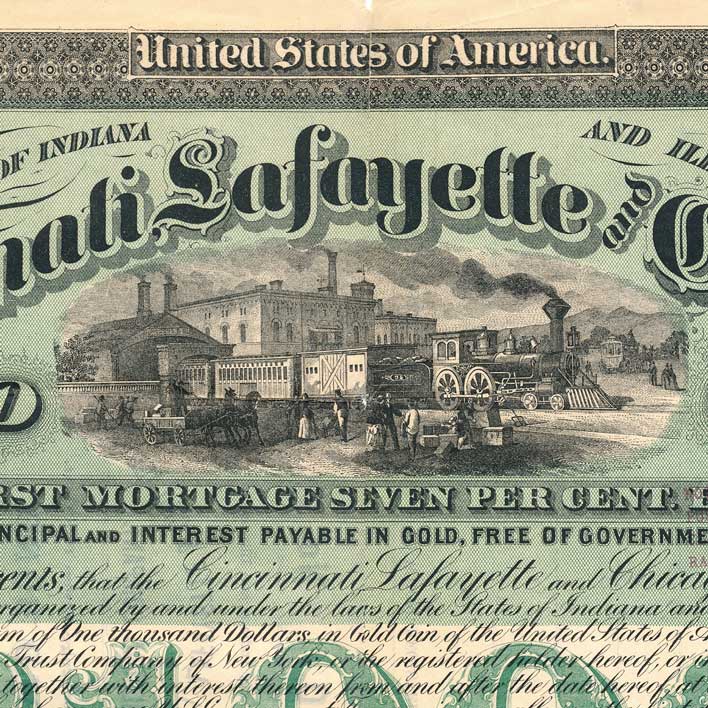 United States of America.
OF INDIANA AND ILL
nati, Lafayette and C
RST MORTGAGE SEVEN PER CENT.
NCIPAL AND INTEREST PAYABLE IN GOLD, FREE OF GOVERNME
ents, that the Cincinnati Lafayette and Chica
organized by and under the laws of the States of Indiana an
m of One thousand Dollars, in Gold Coin of the United States of A
Trust Company of New York or the registered holder hereof, or i
together with interest thereon from and after the date hereof, at